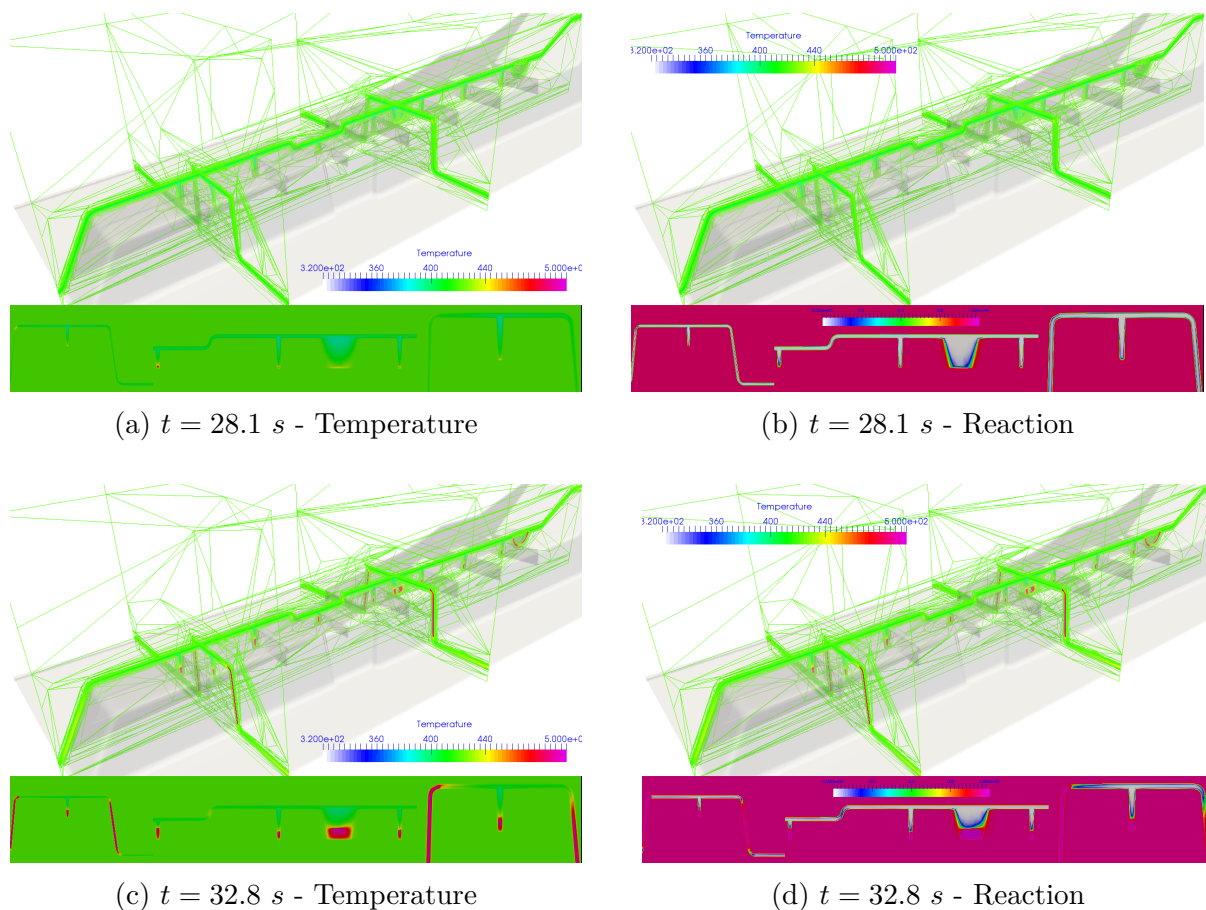 Temperature
3.200e+02 360 400 440 5.000e+0
Temperature
3.200e+02 360 400 440 5.000e+02
(a) t = 28.1 s - Temperature
(b) t = 28.1 s - Reaction
Temperature
3.200e+02 360 400 440 5.000e+0
Temperature
3.200e+02 360 400 440 5.000e+02
(c) t = 32.8 s - Temperature
(d) t = 32.8 s - Reaction